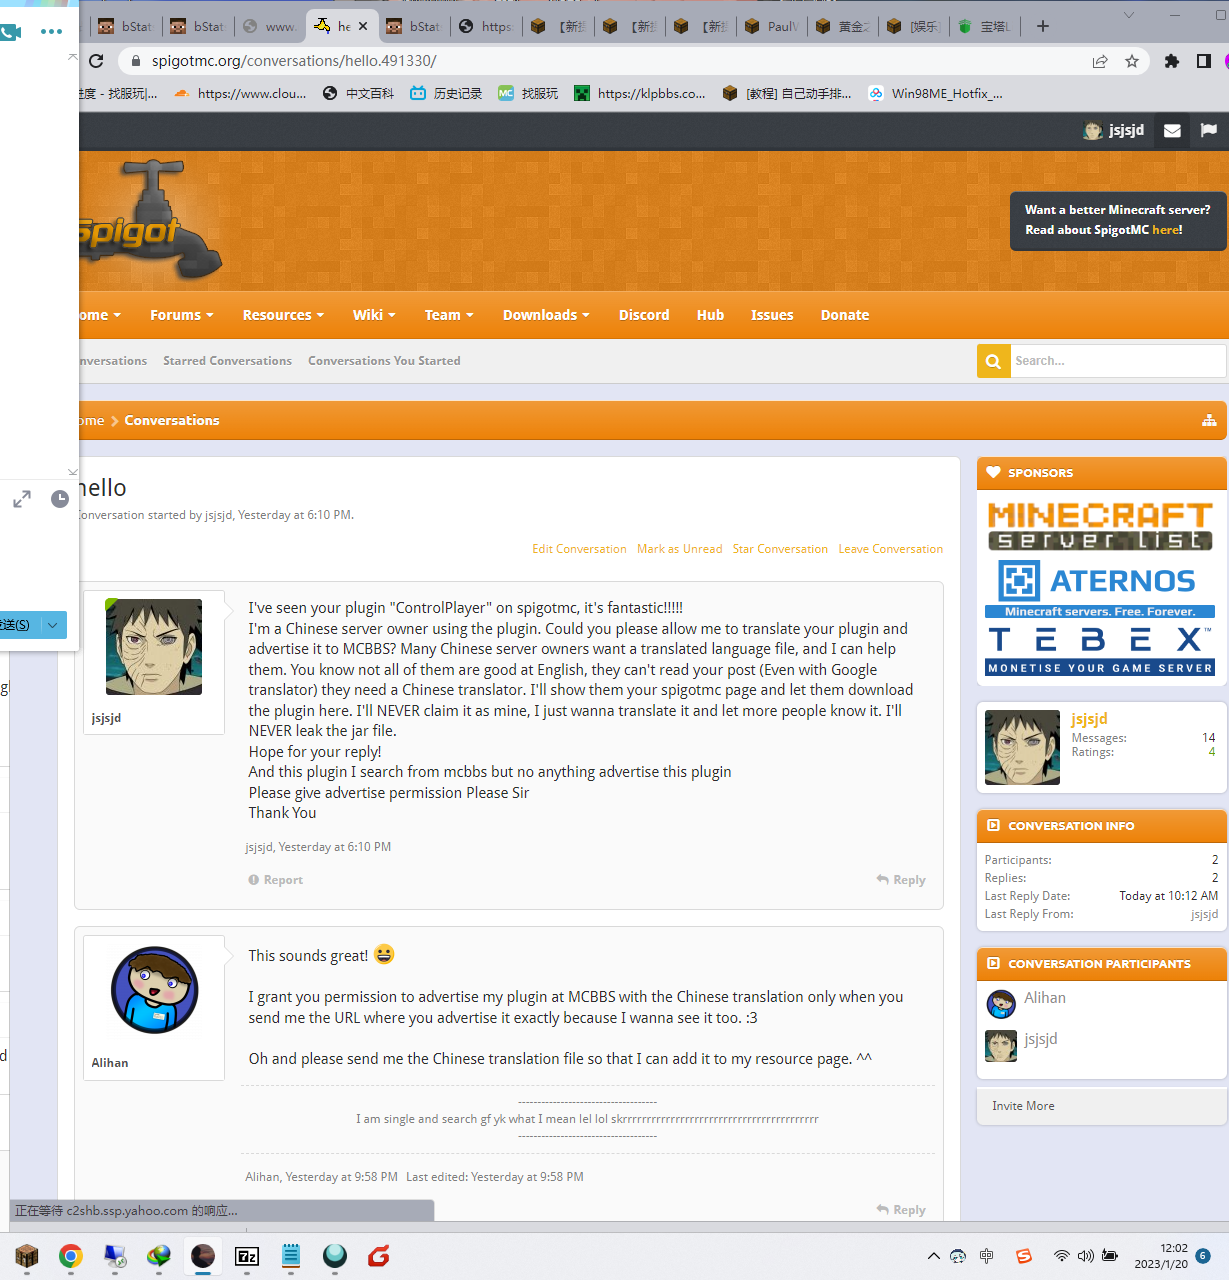 bStat
bStat
www.
he
bStat
https
【新
【新
【新
PaulV
黄金
[娱乐
宝塔L
spigotmc.org/conversations/hello.491330/
度 - 找服玩|...
https://www.clou...
中文百科
历史记录
MC
找服玩
https://klpbbs.co...
[教程] 自己动手排...
Win98ME_Hotfix_...
jsjsjd
Spigot
Want a better Minecraft server?
Read about SpigotMC here!
ome
Forums
Resources
Wiki
Team
Downloads
Discord
Hub
Issues
Donate
nversations
Starred Conversations
Conversations You Started
Search...
ome
Conversations
hello
Conversation started by jsjsjd, Yesterday at 6:10 PM.
Edit Conversation
Mark as Unread
Star Conversation
Leave Conversation
送(S)
jsjsjd
I've seen your plugin "ControlPlayer" on spigotmc, it's fantastic!!!!!
I'm a Chinese server owner using the plugin. Could you please allow me to translate your plugin and
advertise it to MCBBS? Many Chinese server owners want a translated language file, and I can help
them. You know not all of them are good at English, they can't read your post (Even with Google
translator) they need a Chinese translator. I'll show them your spigotmc page and let them download
the plugin here. I'll NEVER claim it as mine, I just wanna translate it and let more people know it. I'll
NEVER leak the jar file.
Hope for your reply!
And this plugin I search from mcbbs but no anything advertise this plugin
Please give advertise permission Please Sir
Thank You
jsjsjd, Yesterday at 6:10 PM
Report
Reply
Alihan
This sounds great!
I grant you permission to advertise my plugin at MCBBS with the Chinese translation only when you
send me the URL where you advertise it exactly because I wanna see it too. :3
Oh and please send me the Chinese translation file so that I can add it to my resource page. ^^
------------------------------------
I am single and search gf yk what I mean lel lol skrrrrrrrrrrrrrrrrrrrrrrrrrrrrrrrrrrrrrrrrr
------------------------------------
Alihan, Yesterday at 9:58 PM
Last edited: Yesterday at 9:58 PM
Reply
SPONSORS
MINECRAFT
server list
ATERNOS
Minecraft servers. Free. Forever.
TEBEX™
MONETISE YOUR GAME SERVER
jsjsjd
Messages: 14
Ratings: 4
CONVERSATION INFO
Participants: 2
Replies: 2
Last Reply Date: Today at 10:12 AM
Last Reply From: jsjsjd
CONVERSATION PARTICIPANTS
Alihan
jsjsjd
Invite More
正在等待 c2shb.ssp.yahoo.com 的响应...
7z
中
12:02
2023/1/20
6